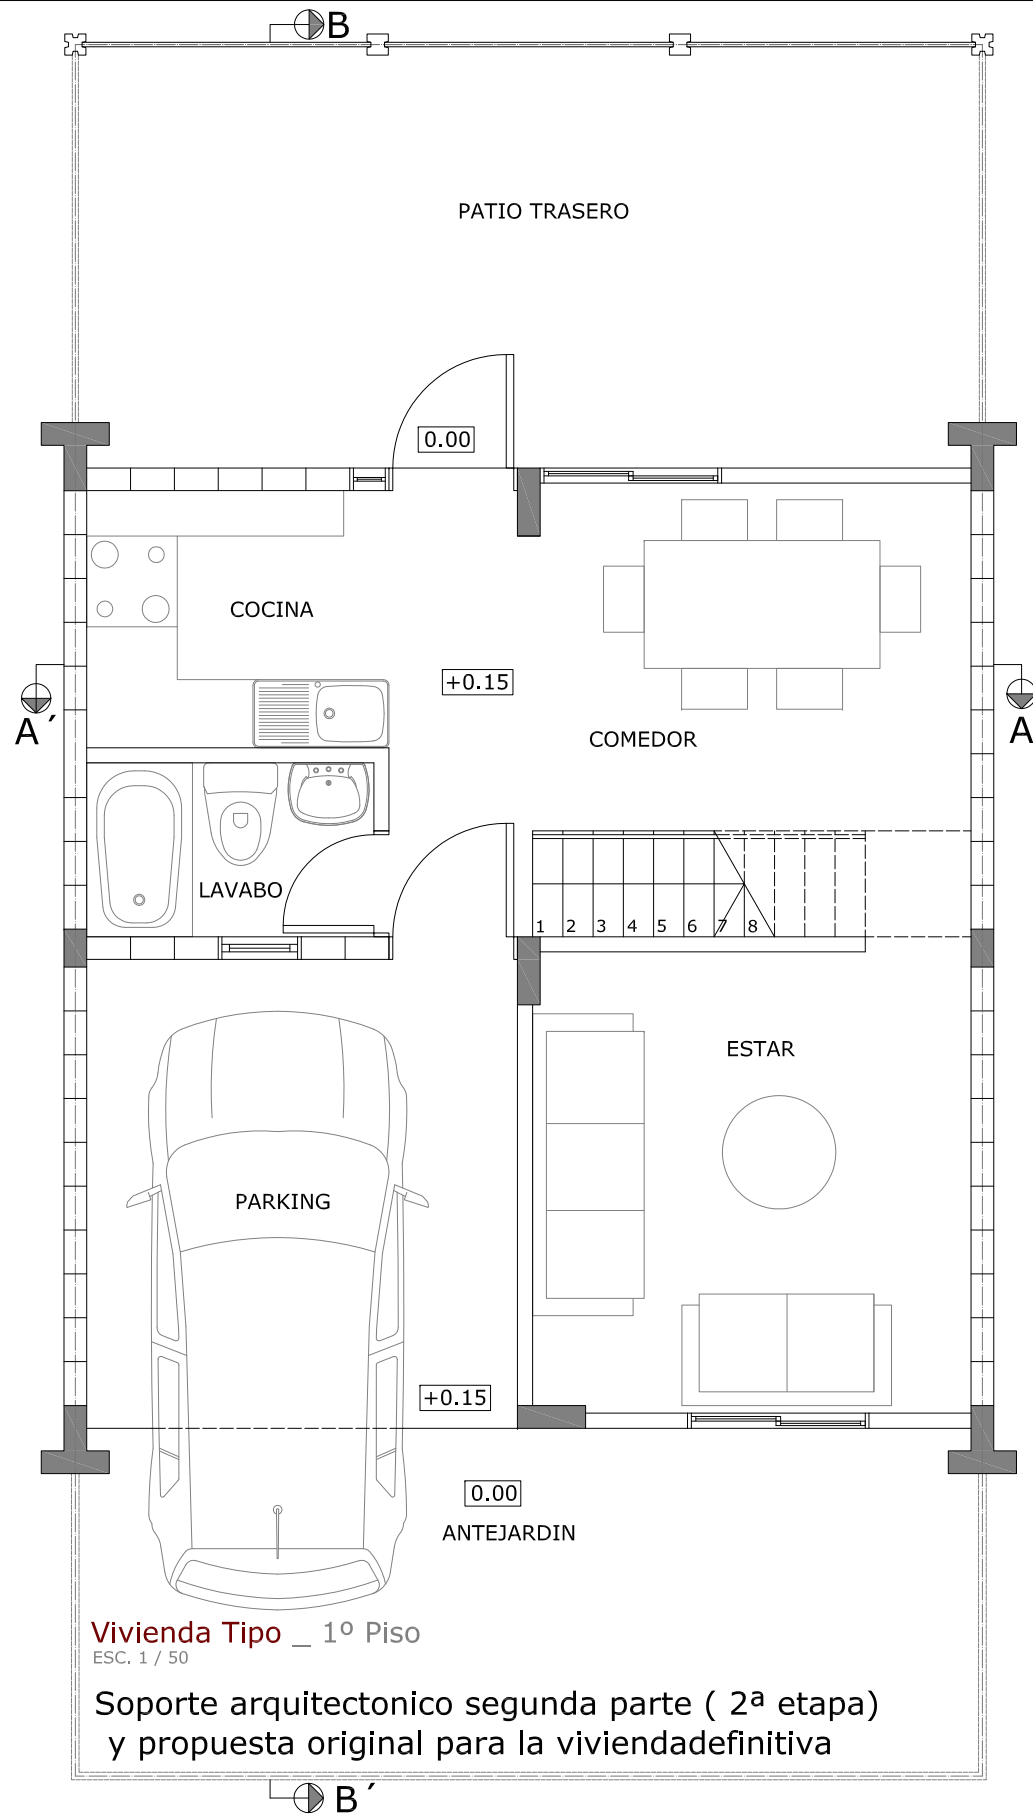 B
PATIO TRASERO
0.00
COCINA
+0.15
A´
A
COMEDOR
LAVABO
1 2 3 4 5 6 7 8
ESTAR
PARKING
+0.15
0.00
ANTEJARDIN
Vivienda Tipo _ 1º Piso
ESC. 1 / 50
Soporte arquitectonico segunda parte ( 2ª etapa)
y propuesta original para la viviendadefinitiva
B´